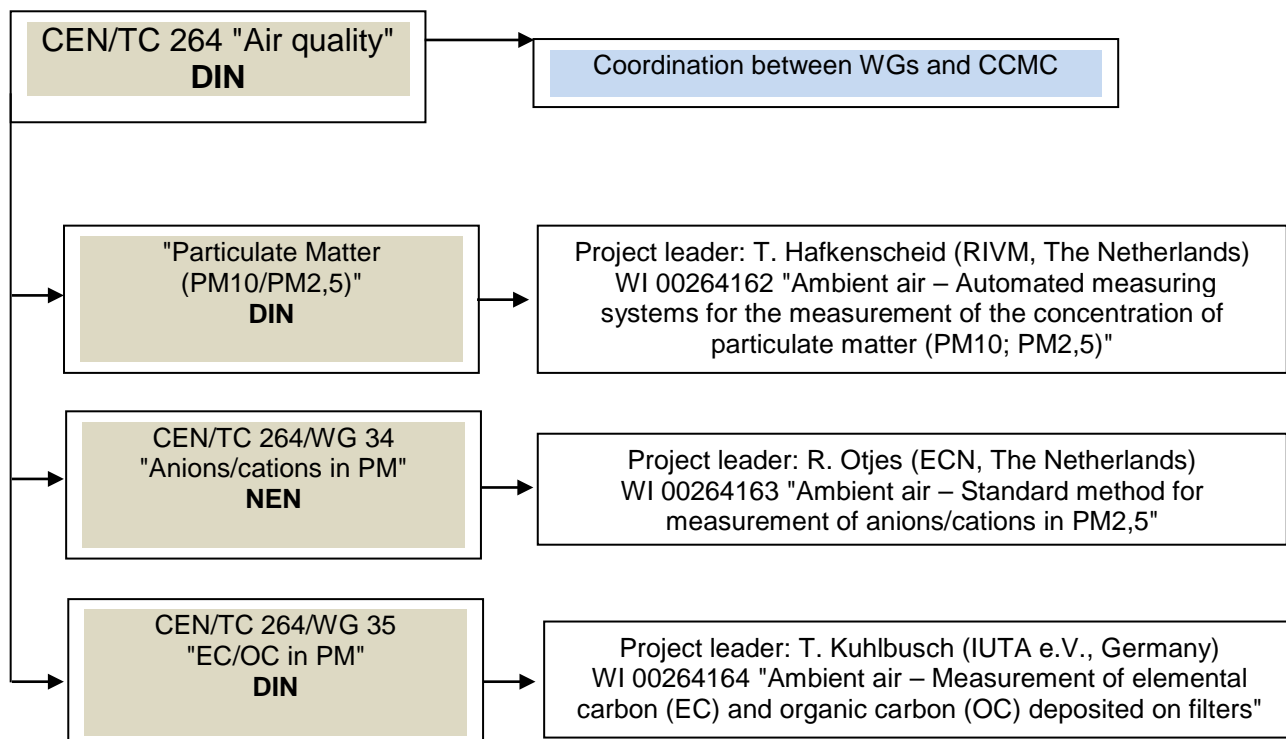 CEN/TC 264 "Air quality"
DIN
Coordination between WGs and CCMC
"Particulate Matter
(PM10/PM2,5)"
DIN
Project leader: T. Hafkenscheid (RIVM, The Netherlands)
WI 00264162 "Ambient air – Automated measuring
systems for the measurement of the concentration of
particulate matter (PM10; PM2,5)"
CEN/TC 264/WG 34
"Anions/cations in PM"
NEN
Project leader: R. Otjes (ECN, The Netherlands)
WI 00264163 "Ambient air – Standard method for
measurement of anions/cations in PM2,5"
CEN/TC 264/WG 35
"EC/OC in PM"
DIN
Project leader: T. Kuhlbusch (IUTA e.V., Germany)
WI 00264164 "Ambient air – Measurement of elemental
carbon (EC) and organic carbon (OC) deposited on filters"